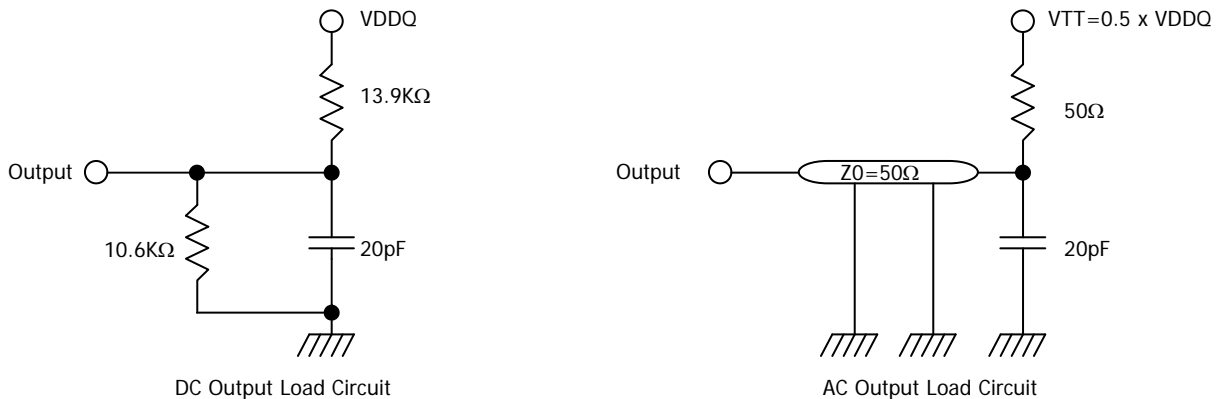 VDDQ
13.9KΩ
Output
10.6KΩ
20pF
DC Output Load Circuit
VTT=0.5 x VDDQ
50Ω
Output
Z0=50Ω
20pF
AC Output Load Circuit